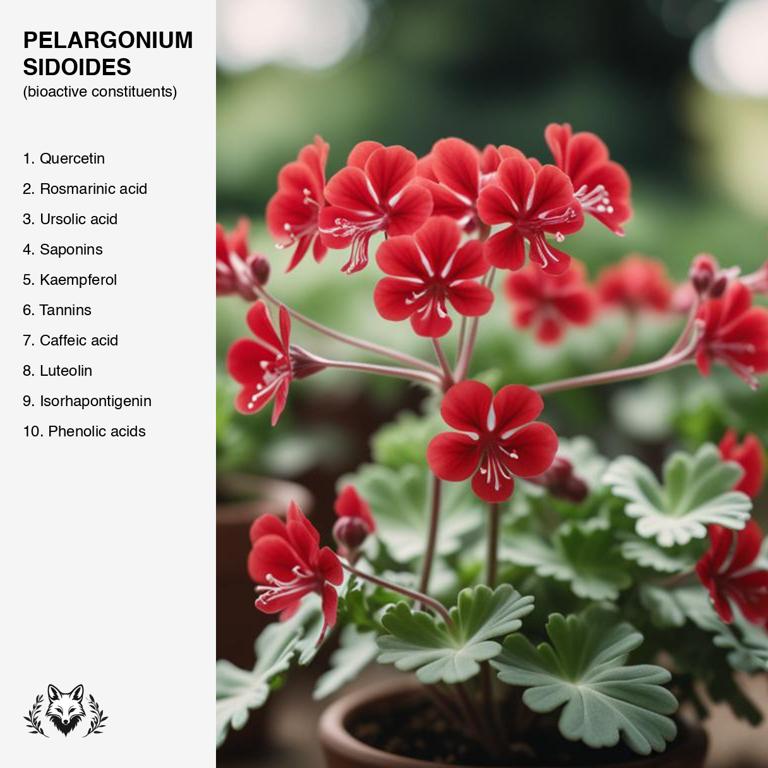 PELARGONIUM
SIDOIDES
(bioactive constituents)
1. Quercetin
2. Rosmarinic acid
3. Ursolic acid
4. Saponins
5. Kaempferol
6. Tannins
7. Caffeic acid
8. Luteolin
9. Isorhapontigenin
10. Phenolic acids